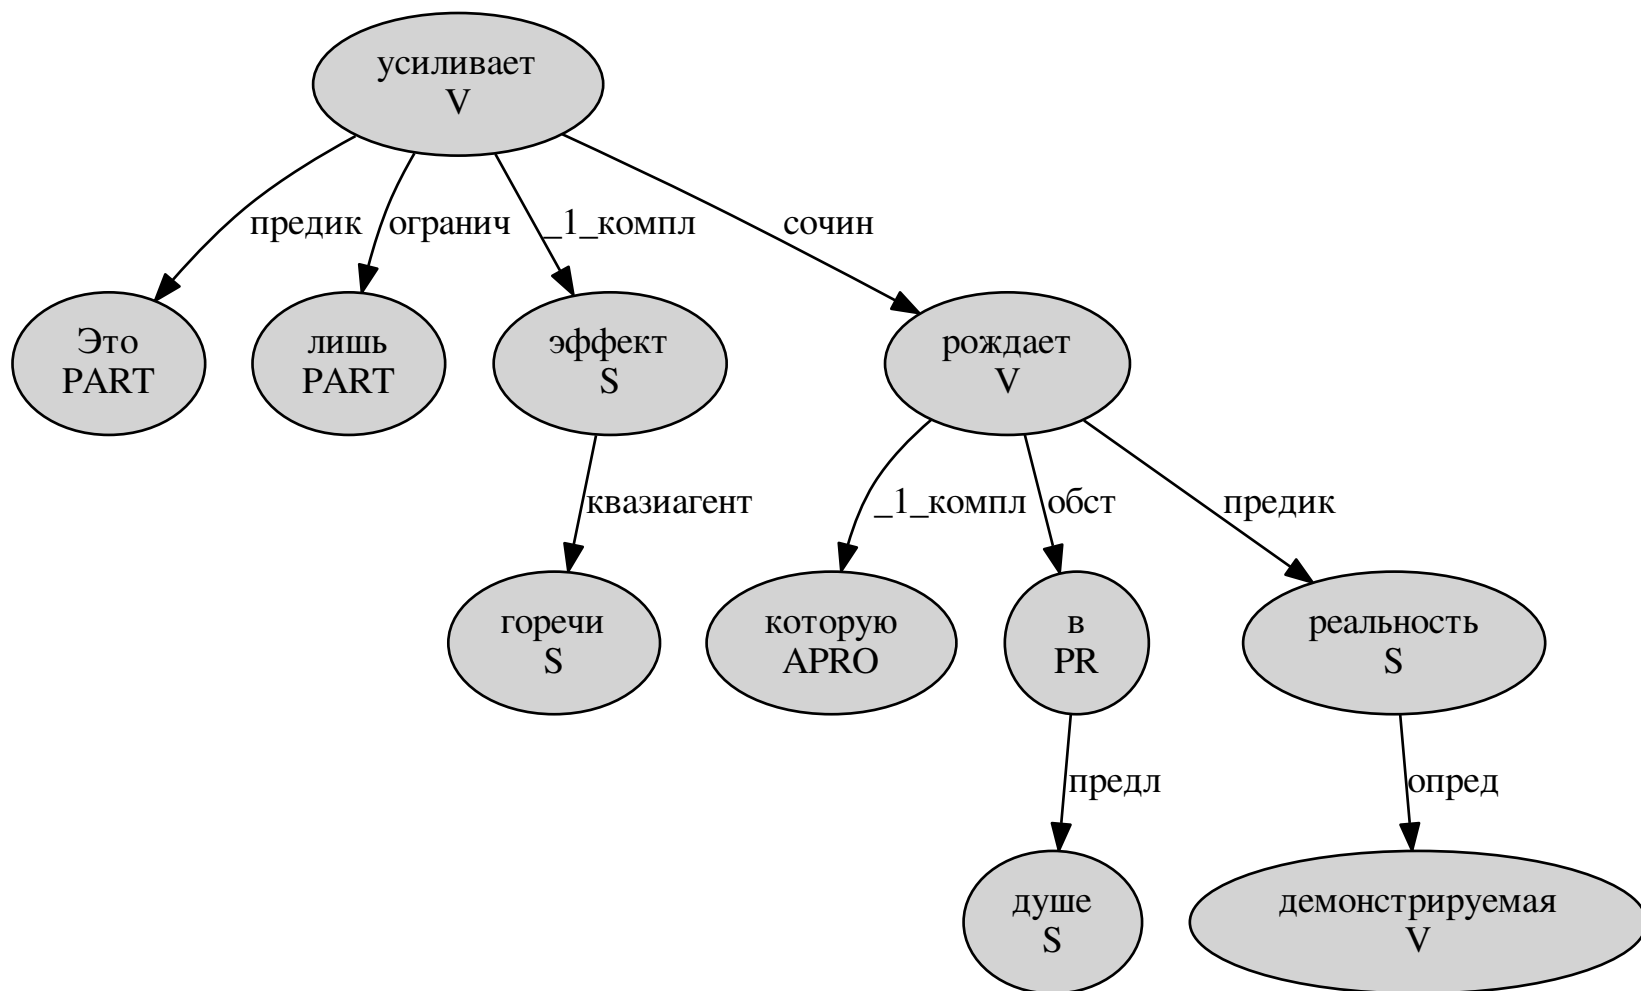 усиливает
V
предик
огранич
_1_компл
сочин
Это
PART
лишь
PART
эффект
S
рождает
V
квазиагент
_1_компл
обст
предик
горечи
S
которую
APRO
в
PR
реальность
S
предл
опред
душе
S
демонстрируемая
V